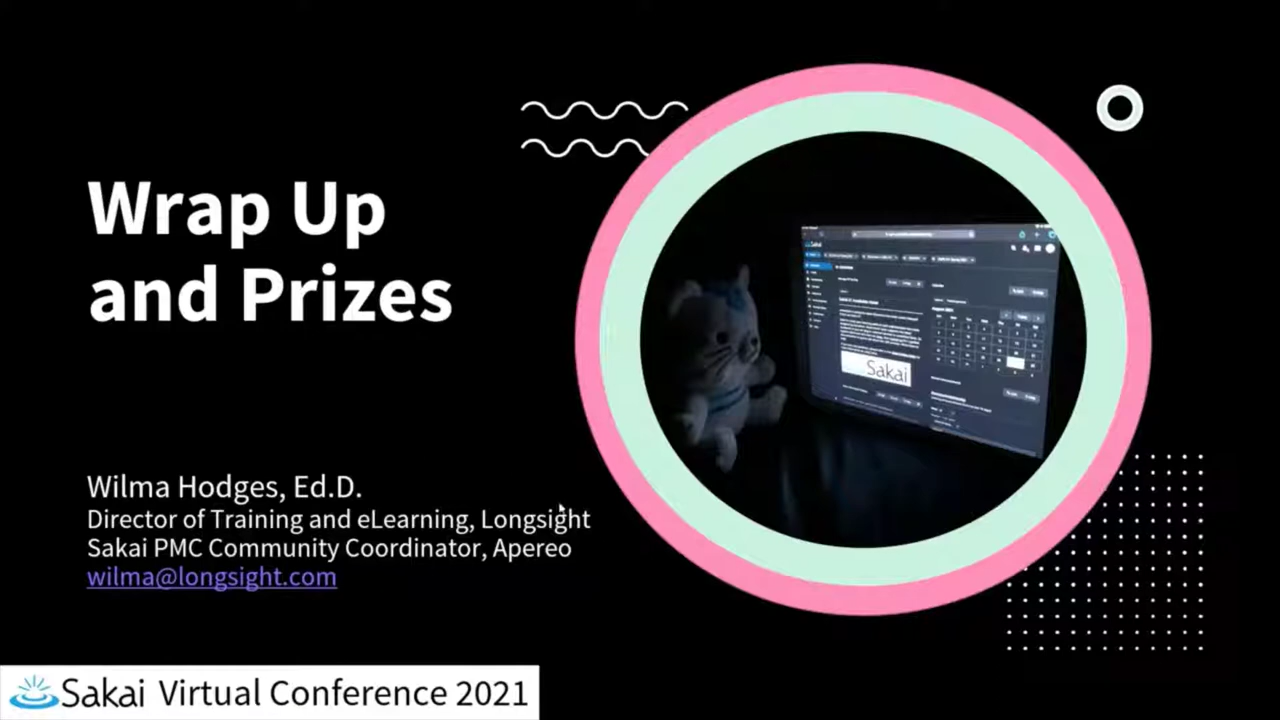 Wrap Up
and Prizes
Sakai
Sakai
Wilma Hodges, Ed.D.
Director of Training and eLearning, Longsight
Sakai PMC Community Coordinator, Apereo
wilma@longsight.com
Sakai Virtual Conference 2021